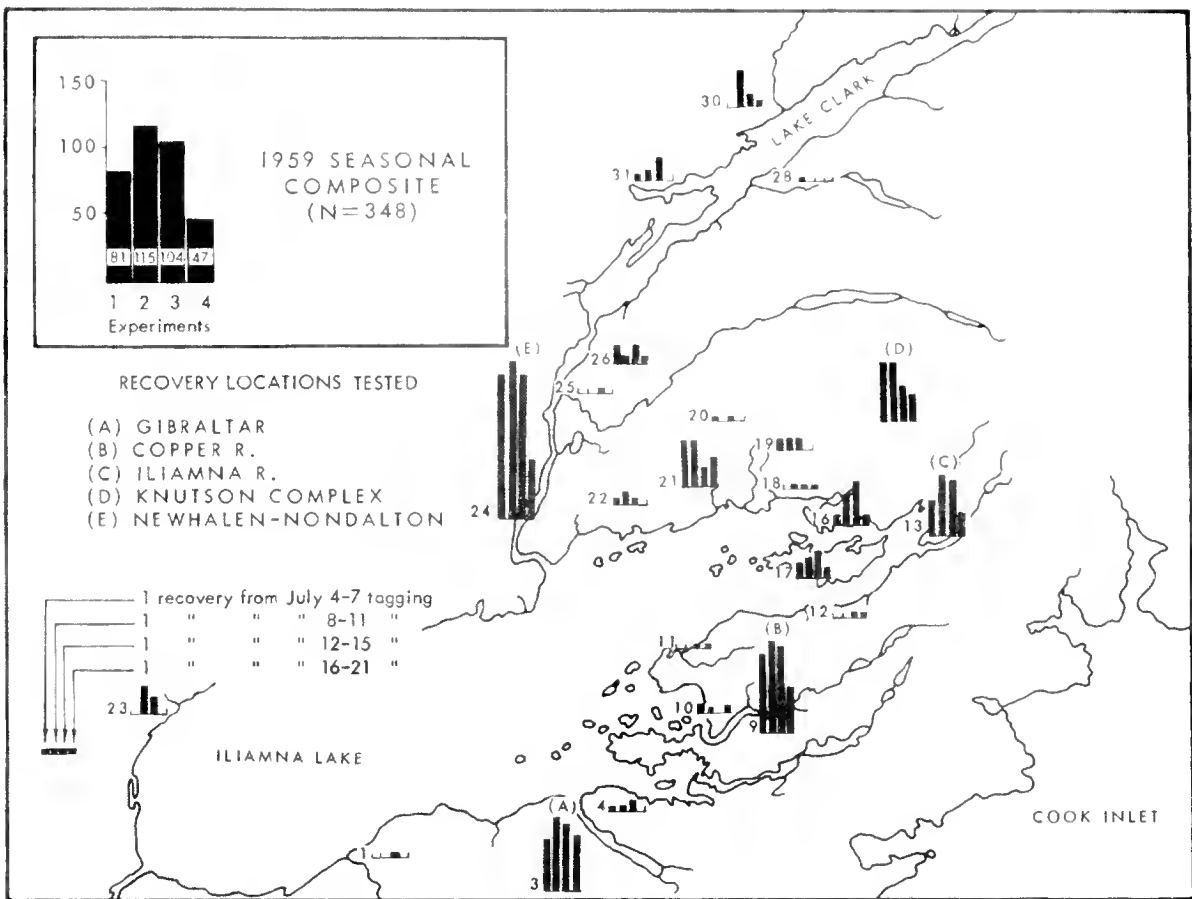 150
100
50
81 115 104 47
1 2 3 4
Experiments
1959 SEASONAL
COMPOSITE
(N=348)
RECOVERY LOCATIONS TESTED
(A) GIBRALTAR
(B) COPPER R.
(C) ILIAMNA R.
(D) KNUTSON COMPLEX
(E) NEWHALEN-NONDALTON
1 recovery from July 4-7 tagging
1 " " " 8-11 "
1 " " " 12-15 "
1 " " " 16-21 "
30
LAKE CLARK
31
28
(E)
26
25
(D)
20
19
(C)
21
18
22
24
16
13
17
12
(B)
11
10
9
23
ILIAMNA LAKE
(A)
4
COOK INLET
1
3